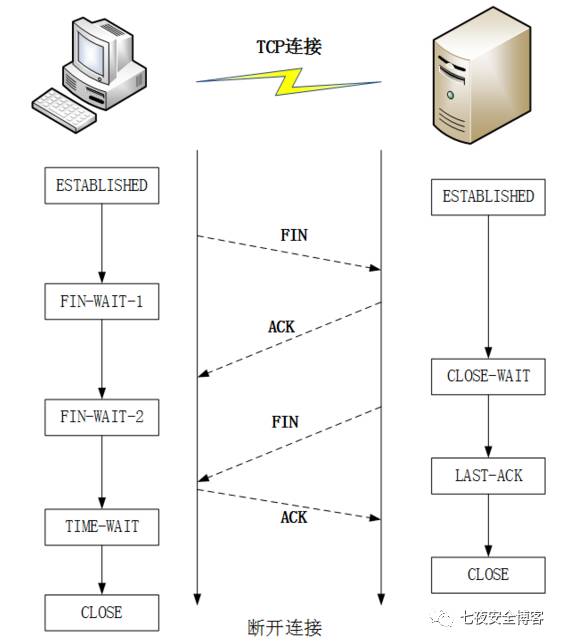 TCP连接
ESTABLISHED
ESTABLISHED
FIN
FIN-WAIT-1
ACK
CLOSE-WAIT
FIN-WAIT-2
FIN
LAST-ACK
TIME-WAIT
ACK
CLOSE
CLOSE
断开连接
七夜安全博客